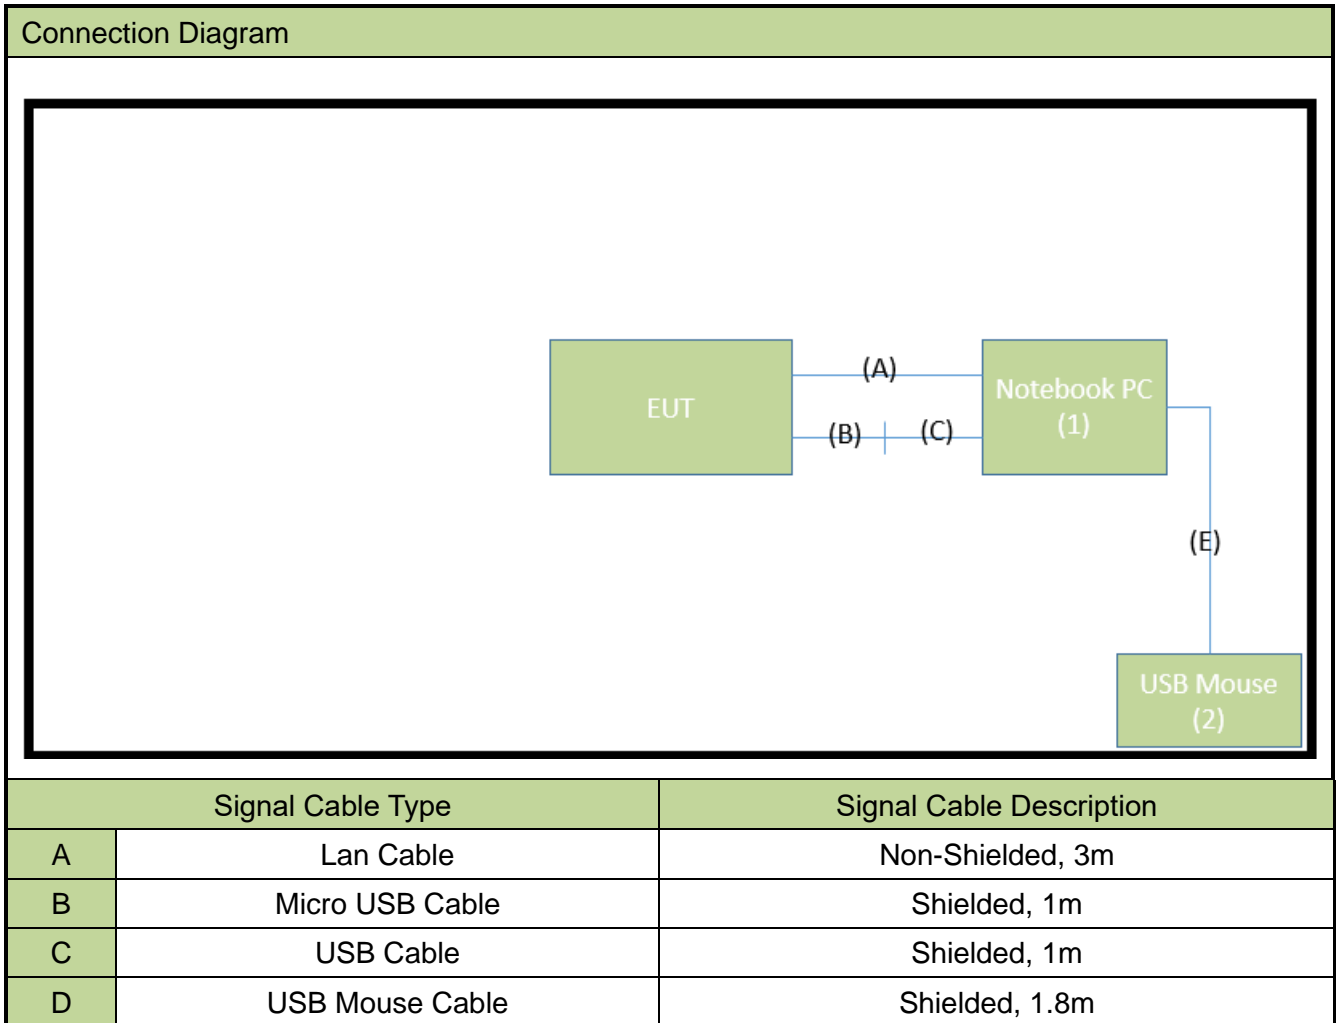 Connection Diagram
EUT
(A)
(B)
(C)
Notebook PC
(1)
(E)
USB Mouse
(2)
Signal Cable Type Signal Cable Description
A Lan Cable Non-Shielded, 3m
B Micro USB Cable Shielded, 1m
C USB Cable Shielded, 1m
D USB Mouse Cable Shielded, 1.8m